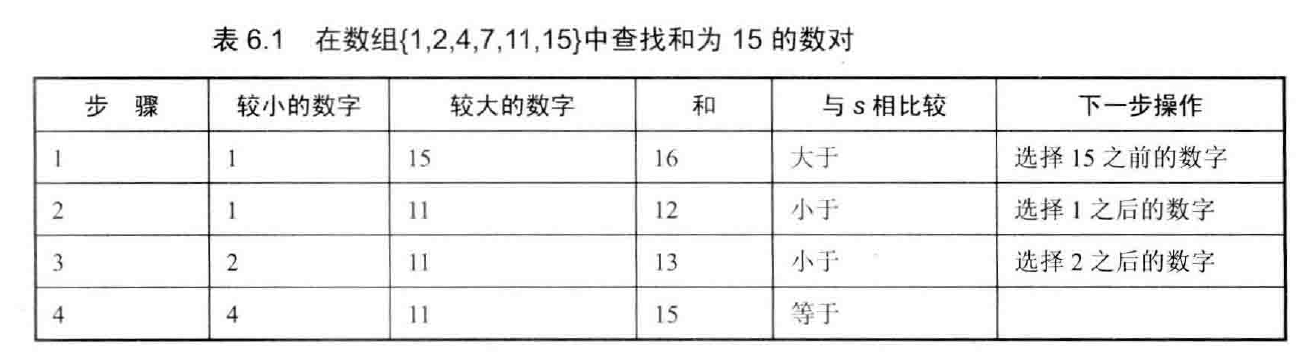 表 6.1 在数组{1,2,4,7,11,15}中查找和为 15 的数对
步 骤 较小的数字 较大的数字 和 与 s 相比较 下一步操作
1 1 15 16 大于 选择 15 之前的数字
2 1 11 12 小于 选择 1 之后的数字
3 2 11 13 小于 选择 2 之后的数字
4 4 11 15 等于